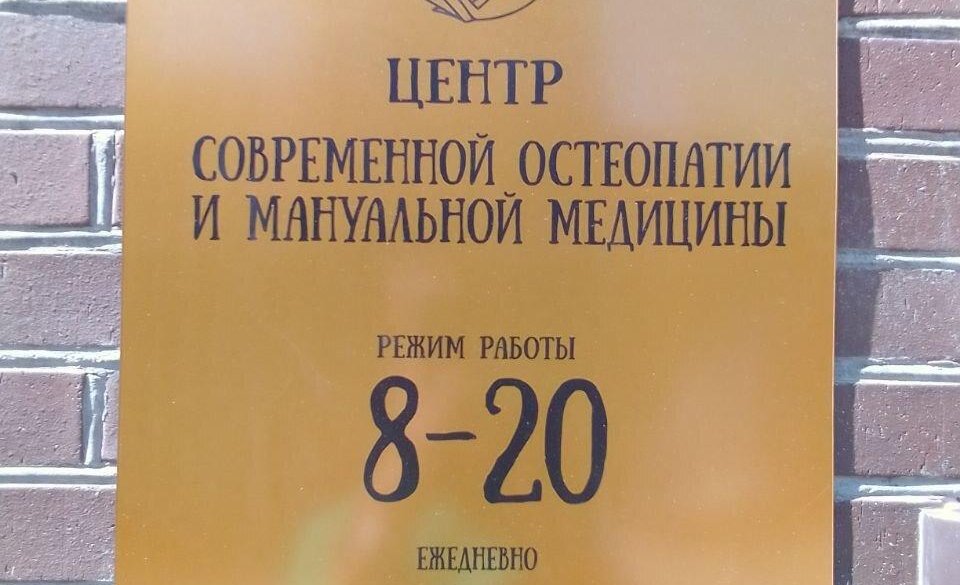 ЦЕНТР
СОВРЕМЕННОЙ ОСТЕОПАТИИ
И МАНУАЛЬНОЙ МЕДИЦИНЫ
РЕЖИМ РАБОТЫ
8-20
ЕЖЕДНЕВНО